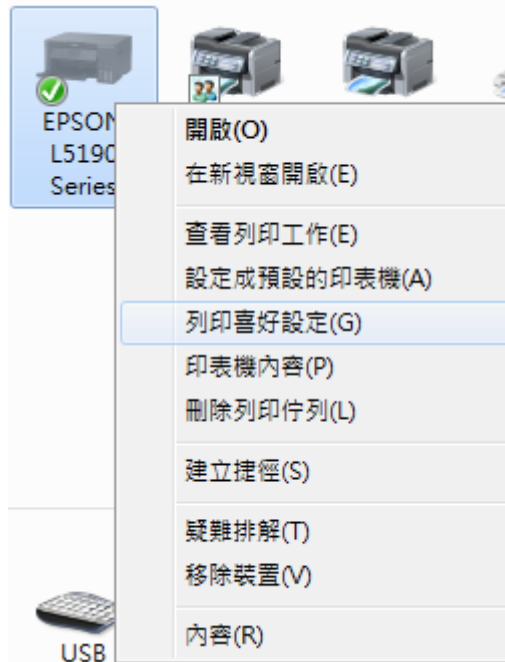 EPSON
L5190
Series
開啟(O)
在新視窗開啟(E)
查看列印工作(E)
設定成預設的印表機(A)
列印喜好設定(G)
印表機內容(P)
刪除列印佇列(L)
建立捷徑(S)
疑難排解(T)
移除裝置(V)
內容(R)
USB